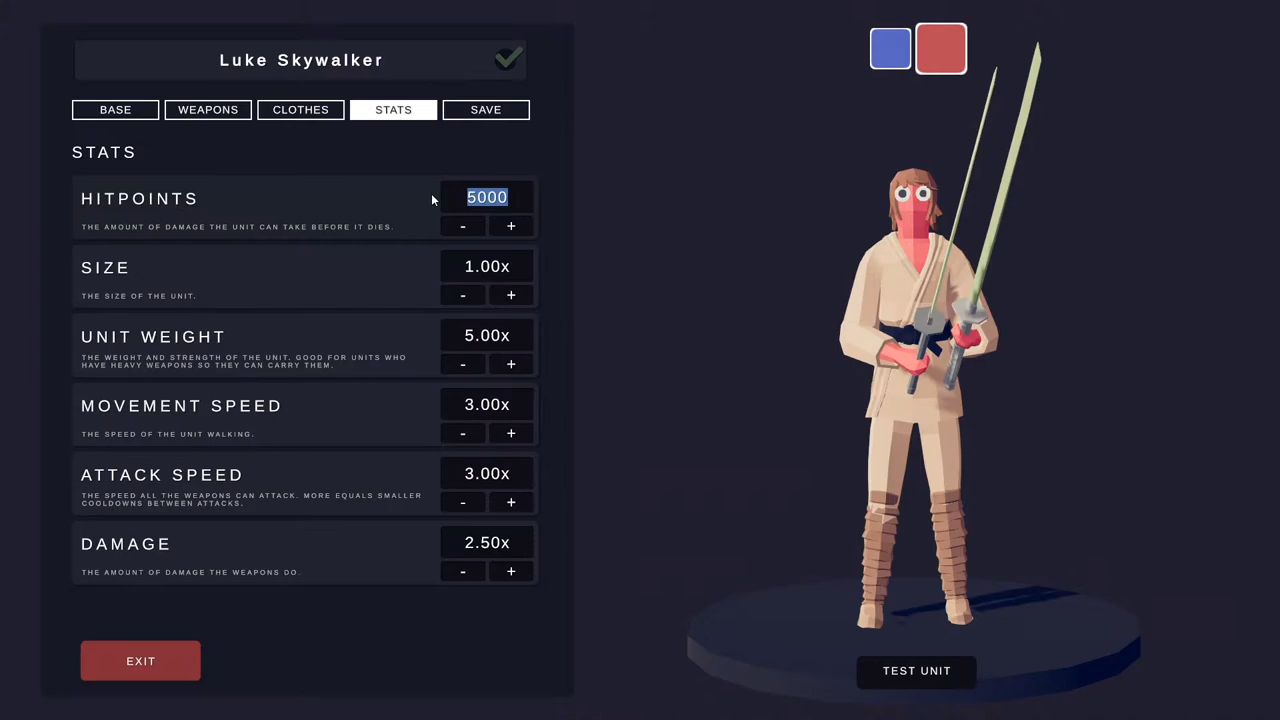 Luke Skywalker
BASE
WEAPONS
CLOTHES
STATS
SAVE
STATS
HITPOINTS
5000
THE AMOUNT OF DAMAGE THE UNIT CAN TAKE BEFORE IT DIES.
- +
SIZE
1.00x
THE SIZE OF THE UNIT.
- +
UNIT WEIGHT
5.00x
THE WEIGHT AND STRENGTH OF THE UNIT. GOOD FOR UNITS WHO
HAVE HEAVY WEAPONS SO THEY CAN CARRY THEM.
- +
MOVEMENT SPEED
3.00x
THE SPEED OF THE UNIT WALKING.
- +
ATTACK SPEED
3.00x
THE SPEED ALL THE WEAPONS CAN ATTACK. MORE EQUALS SMALLER
COOLDOWNS BETWEEN ATTACKS.
- +
DAMAGE
2.50x
THE AMOUNT OF DAMAGE THE WEAPONS DO.
- +
EXIT
TEST UNIT